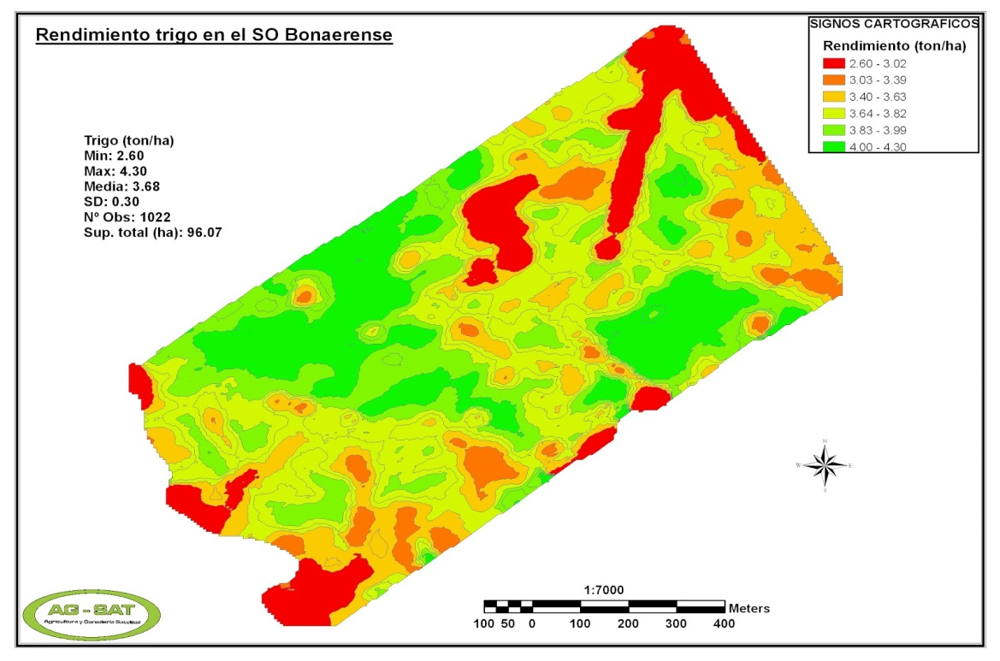 Rendimiento trigo en el SO Bonaerense
SIGNOS CARTOGRAFICOS
Rendimiento (ton/ha)
2.60 - 3.02
3.03 - 3.39
3.40 - 3.63
3.64 - 3.82
3.83 - 3.99
4.00 - 4.30
Trigo (ton/ha)
Min: 2.60
Max: 4.30
Media: 3.68
SD: 0.30
Nº Obs: 1022
Sup. total (ha): 96.07
N
W E
S
AG - SAT
Agricultura y Ganadería Satelital
1:7000
Meters
100 50 0 100 200 300 400